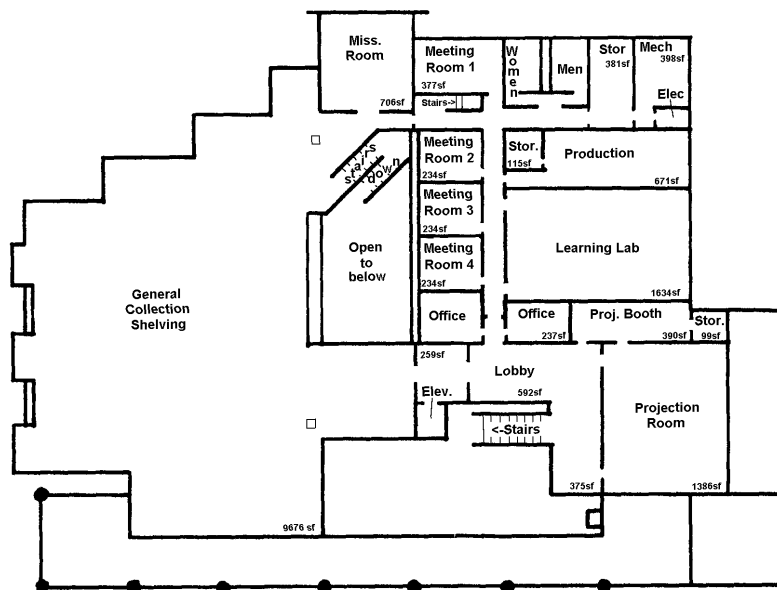 Miss.
Room
706sf
Meeting
Room 1
377sf
Stairs->
Women
Men
Stor
381sf
Mech
398sf
Elec
Stairs
down
Meeting
Room 2
234sf
Stor.
115sf
Production
671sf
Meeting
Room 3
234sf
Meeting
Room 4
234sf
Learning Lab
1634sf
Open
to
below
General
Collection
Shelving
Office
Office
237sf
Proj. Booth
390sf
Stor.
99sf
259sf
Lobby
592sf
Elev.
<-Stairs
Projection
Room
375sf
1386sf
9676 sf